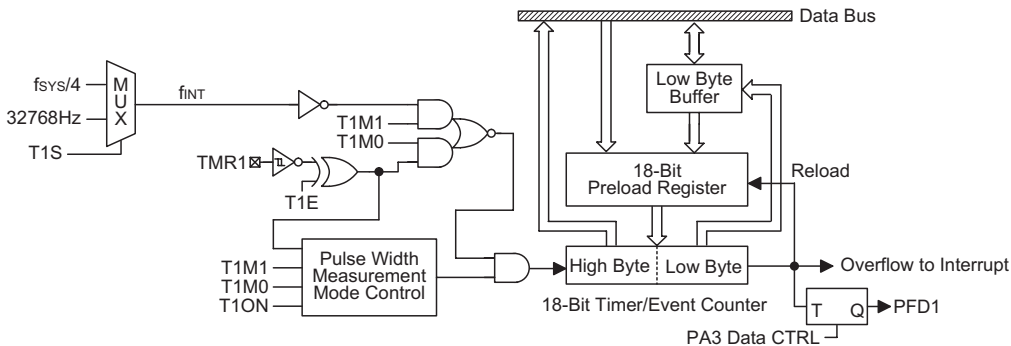 Data Bus
fSYS/4
MUX
fINT
32768Hz
T1S
T1M1
T1M0
TMR1
T1E
Low Byte
Buffer
18-Bit
Preload Register
Reload
T1M1
T1M0
T1ON
Pulse Width
Measurement
Mode Control
High Byte
Low Byte
Overflow to Interrupt
18-Bit Timer/Event Counter
T
Q
PFD1
PA3 Data CTRL